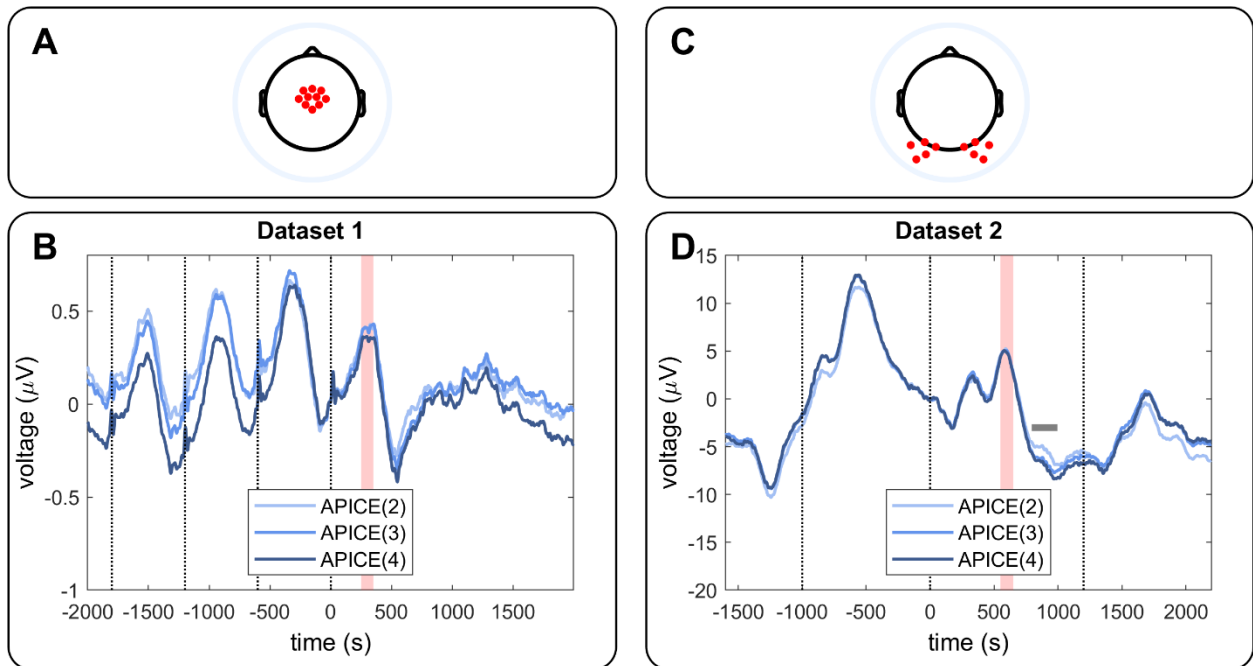 A
C
B
Dataset 1
0.5
0
-0.5
-1
voltage (μV)
-2000 -1500 -1000 -500 0 500 1000 1500
time (s)
APICE(2)
APICE(3)
APICE(4)
D
Dataset 2
15
10
5
0
-5
-10
-15
-20
voltage (μV)
-1500 -1000 -500 0 500 1000 1500 2000
time (s)
APICE(2)
APICE(3)
APICE(4)